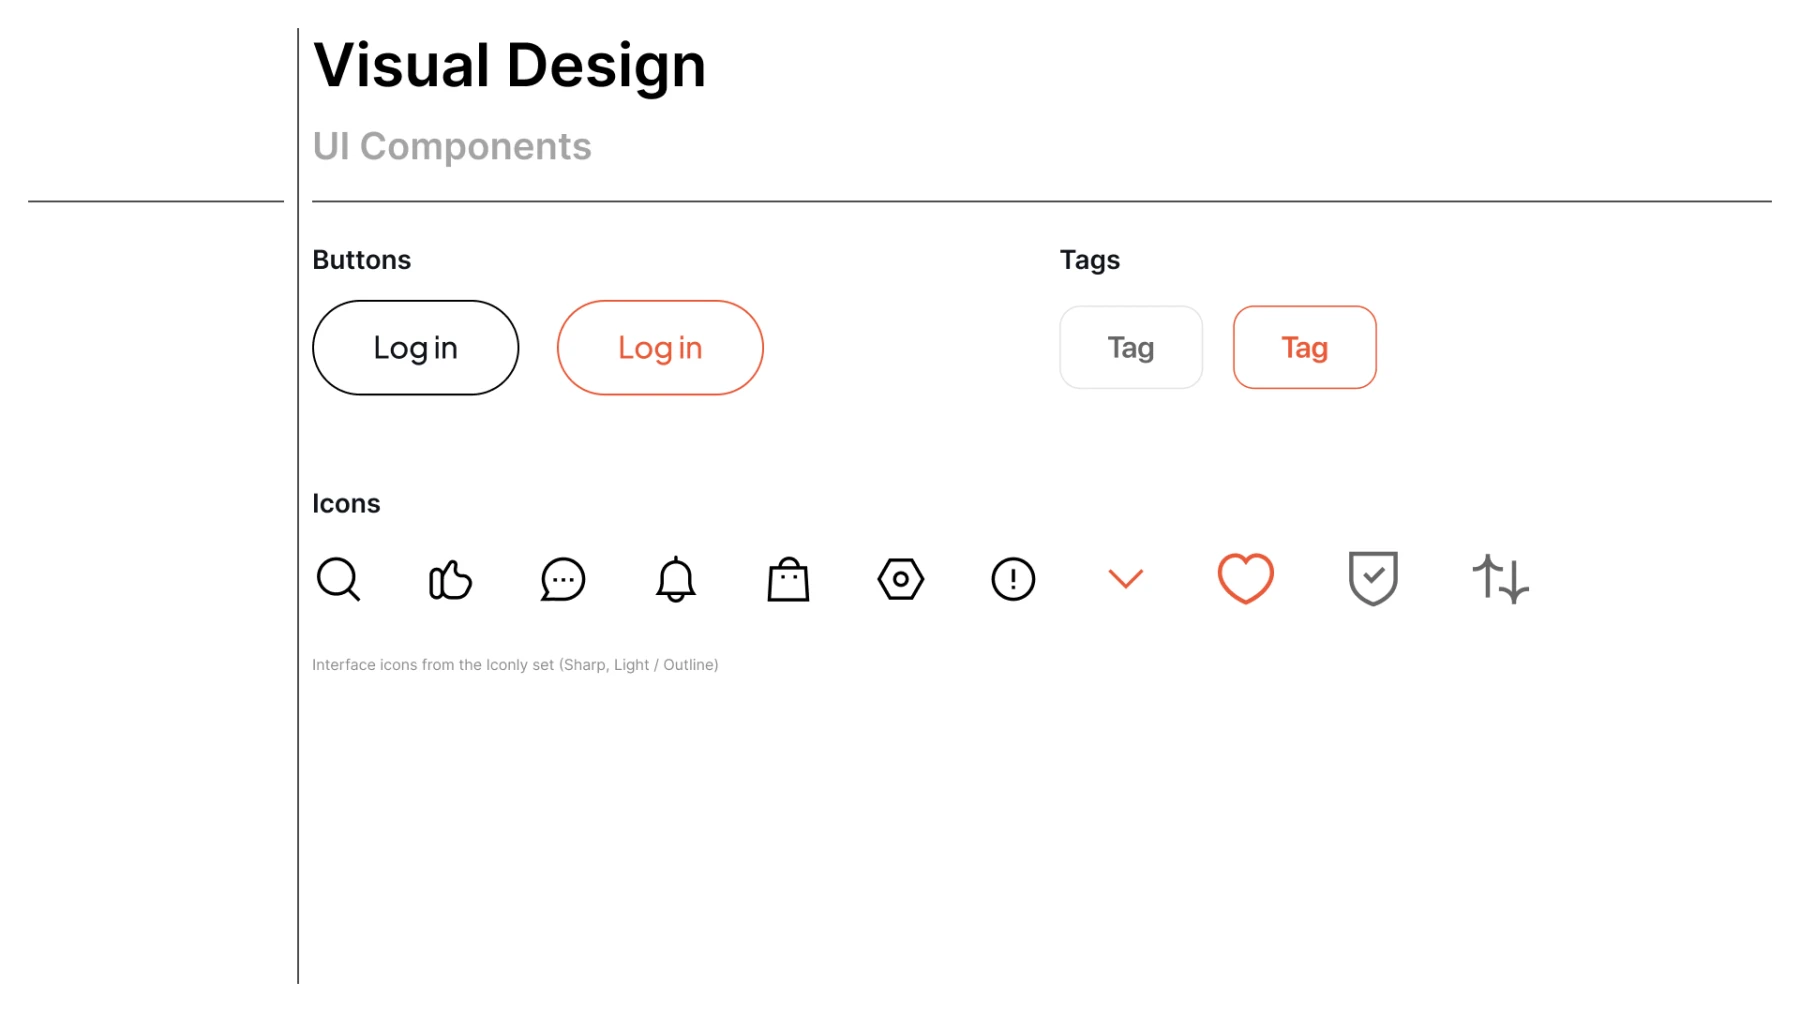 Visual Design
UI Components
Buttons
Tags
Log in
Log in
Tag
Tag
Icons
Interface icons from the Iconly set (Sharp, Light / Outline)